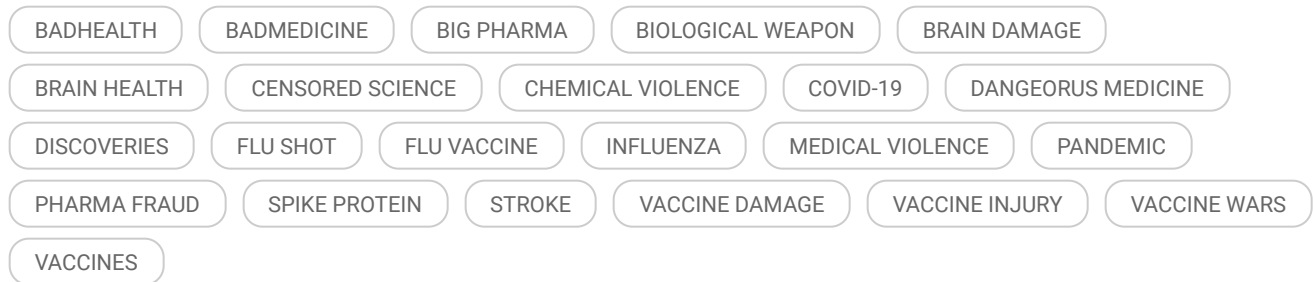 BADHEALTH BADMEDICINE BIG PHARMA BIOLOGICAL WEAPON BRAIN DAMAGE
BRAIN HEALTH CENSORED SCIENCE CHEMICAL VIOLENCE COVID-19 DANGEORUS MEDICINE
DISCOVERIES FLU SHOT FLU VACCINE INFLUENZA MEDICAL VIOLENCE PANDEMIC
PHARMA FRAUD SPIKE PROTEIN STROKE VACCINE DAMAGE VACCINE INJURY VACCINE WARS
VACCINES